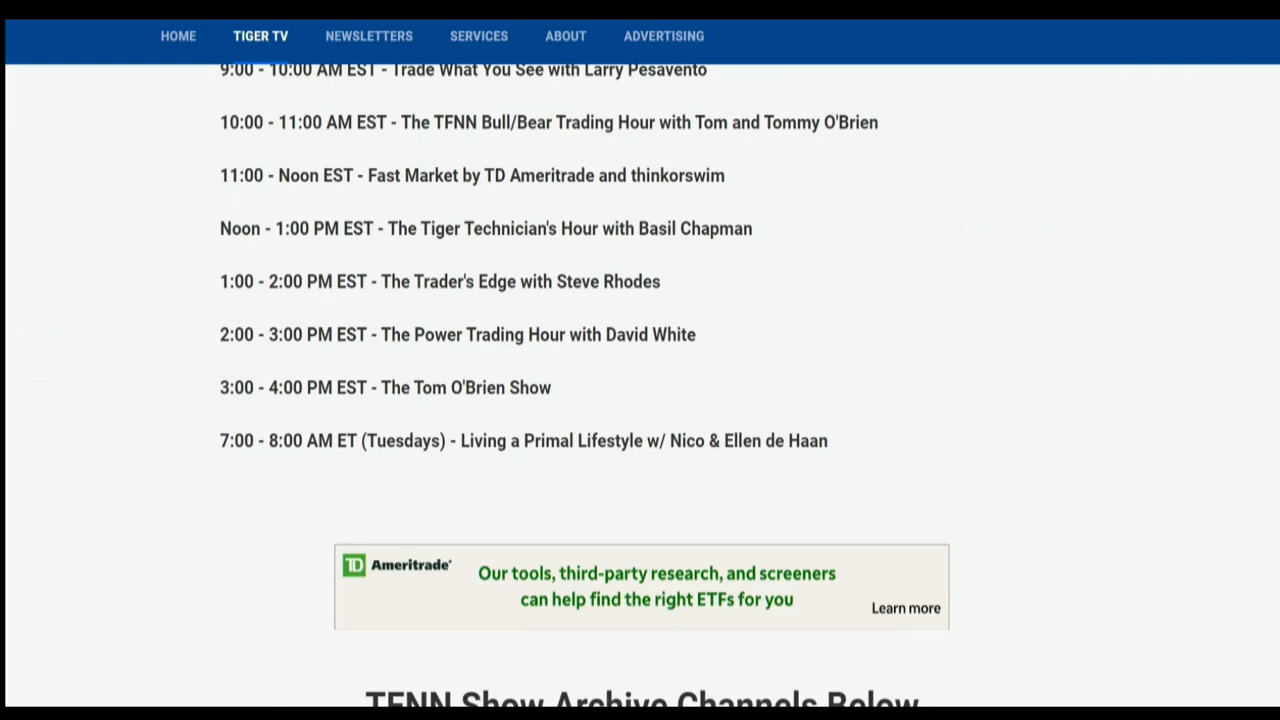 HOME TIGER TV NEWSLETTERS SERVICES ABOUT ADVERTISING
9:00 - 10:00 AM EST - Trade What You See with Larry Pesavento
10:00 - 11:00 AM EST - The TFNN Bull/Bear Trading Hour with Tom and Tommy O'Brien
11:00 - Noon EST - Fast Market by TD Ameritrade and thinkorswim
Noon - 1:00 PM EST - The Tiger Technician's Hour with Basil Chapman
1:00 - 2:00 PM EST - The Trader's Edge with Steve Rhodes
2:00 - 3:00 PM EST - The Power Trading Hour with David White
3:00 - 4:00 PM EST - The Tom O'Brien Show
7:00 - 8:00 AM ET (Tuesdays) - Living a Primal Lifestyle w/ Nico & Ellen de Haan
TD Ameritrade
Our tools, third-party research, and screeners
can help find the right ETFs for you
Learn more
TFNN Show Archive Channels Below